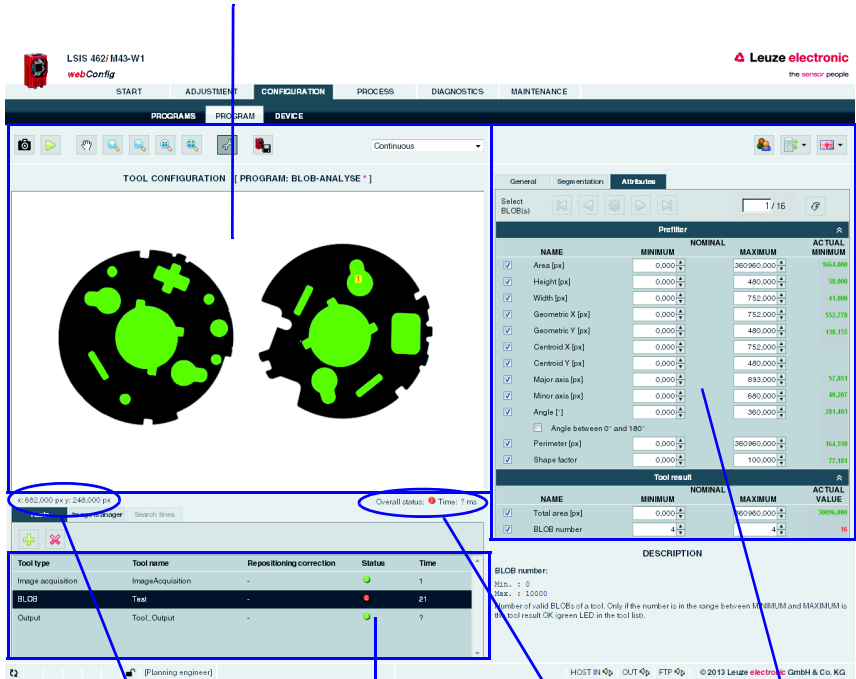 LSIS 462i M43-W1
webConfig
Leuze electronic
the sensor people
START ADJUSTMENT CONFIGURATION PROCESS DIAGNOSTICS MAINTENANCE
PROGRAMS PROGRAM DEVICE
Continuous
TOOL CONFIGURATION [ PROGRAM: BLOB-ANALYSE * ]
1
x: 682,000 px y: 248,000 px
Overall status: Time: ? ms
Manager Search lines
Tool type Tool name Repositioning correction Status Time
Image acquisition ImageAcquisition - 1
BLOB Test - 21
Output Tool_Output - ?
General Segmentation Attributes
Select BLOB(s) 1 / 16
Prefilter
NOMINAL ACTUAL
NAME MINIMUM MAXIMUM MINIMUM
Area [px] 0,000 360960,000 1664,000
Height [px] 0,000 480,000 50,000
Width [px] 0,000 752,000 41,000
Geometric X [px] 0,000 752,000 552,770
Geometric Y [px] 0,000 480,000 138,155
Centroid X [px] 0,000 752,000
Centroid Y [px] 0,000 480,000
Major axis [px] 0,000 893,000 57,851
Minor axis [px] 0,000 680,000 40,207
Angle [°] 0,000 360,000 281,403
Angle between 0° and 180°
Perimeter [px] 0,000 360960,000 164,598
Shape factor 0,000 100,000 77,181
Tool result
NOMINAL ACTUAL
NAME MINIMUM MAXIMUM VALUE
Total area [px] 0,000 360960,000 30096,000
BLOB number 4 4 16
DESCRIPTION
BLOB number:
Min. : 0
Max. : 10000
Number of valid BLOBs of a tool. Only if the number is in the range between MINIMUM and MAXIMUM is
the tool result OK (green LED in the tool list).
[Planning engineer]
HOST IN OUT FTP © 2013 Leuze electronic GmbH & Co. KG